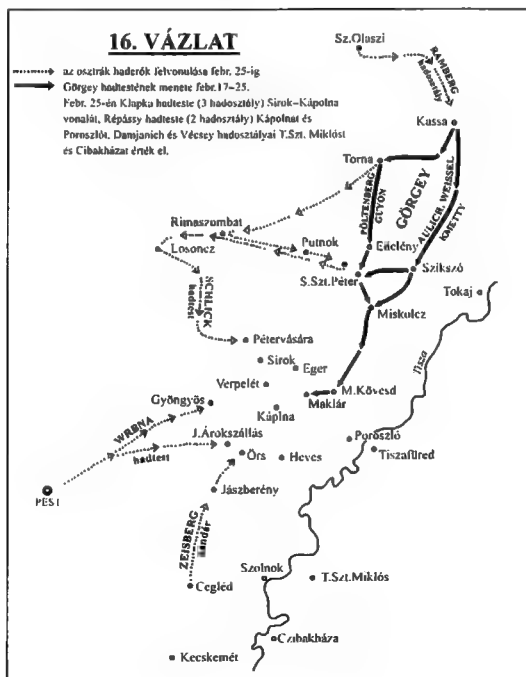 16. VÁZLAT
az osztrák haderők felvonulása febr. 25-ig
Görgey hadtestének menete febr.17–25.
Febr. 25-én Klapka hadteste (3 hadosztály) Sirok–Kápolna
vonalát, Répássy hadteste (2 hadosztály) Kápolnát és
Poroszlót, Damjanich és Vécsey hadosztályai T.Szt. Miklóst
és Cibakházat érték el.
Sz.Olaszi
RAMBERG
hadosztály
Kassa
Torna
PÖLTENBERG
GUYON
GÖRGEY
AULICH, WEISSEL
KMETTY
Rimaszombat
Losoncz
Putnok
Edelény
S.Szt.Péter
Szikszó
Tokaj
Miskolcz
SCHLICK
hadtest
Tisza
Pétervására
Sirok
Eger
Verpelét
Gyöngyös
Maklár
M.Kövesd
Káplna
WRBNA
hadtest
J.Árokszállás
Örs
Heves
Poroszló
Tiszafüred
PEST
Jászberény
ZEISBERG
dandár
Szolnok
T.Szt.Miklós
Cegléd
Czibakháza
Kecskemét